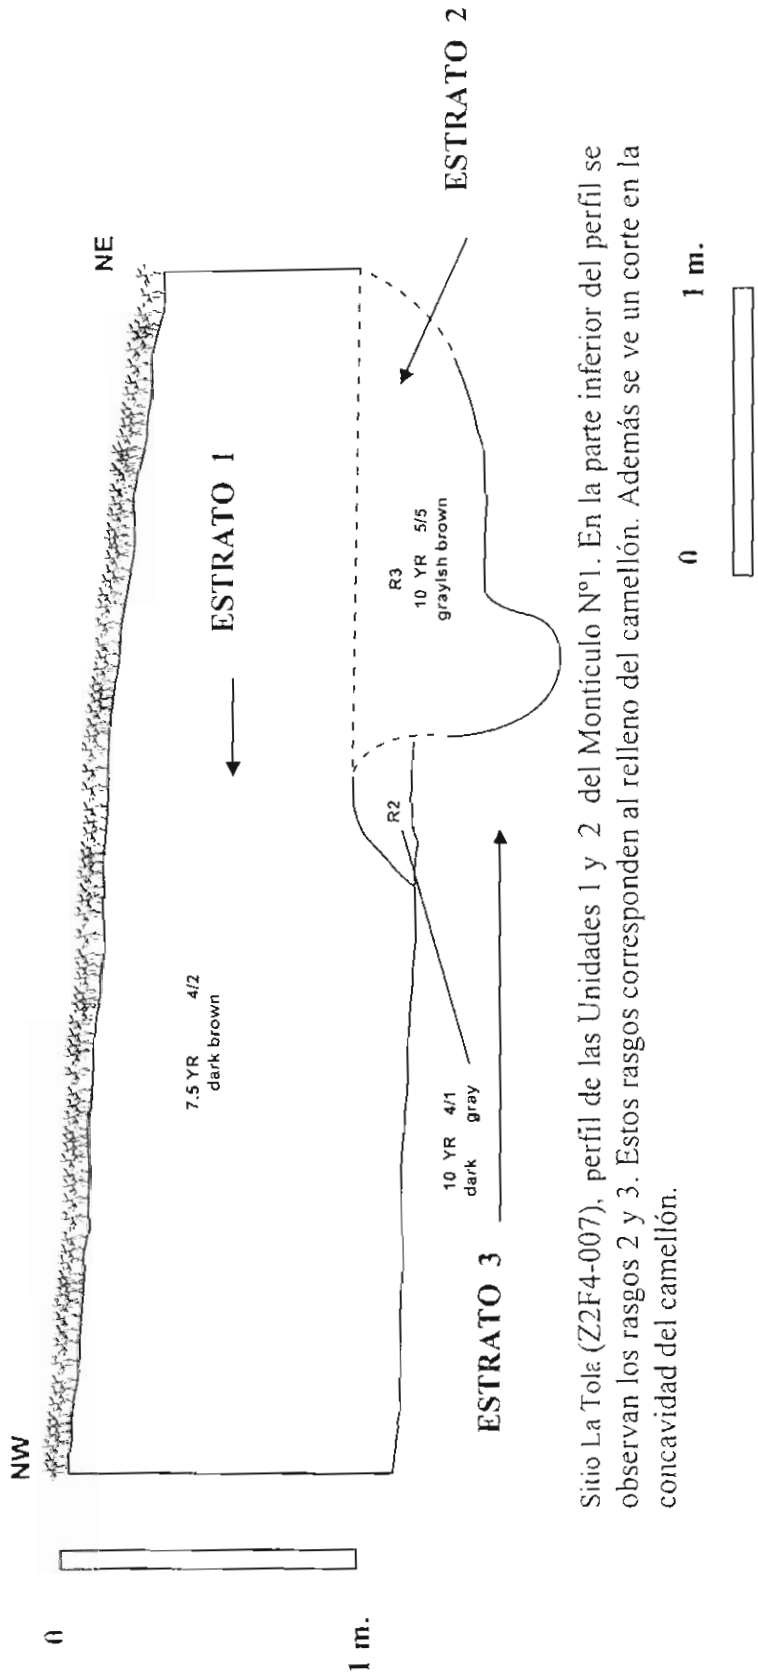 NW
NE
0
1 m.
ESTRATO 1
ESTRATO 2
7.5 YR 4/2
dark brown
R3
10 YR 5/5
grayish brown
R2
10 YR 4/1
dark gray
ESTRATO 3
Sitio La Tola (Z2F4-007), perfil de las Unidades 1 y 2 del Montículo Nº1. En la parte inferior del perfil se
observan los rasgos 2 y 3. Estos rasgos corresponden al relleno del camellón. Además se ve un corte en la
concavidad del camellón.
0
1 m.